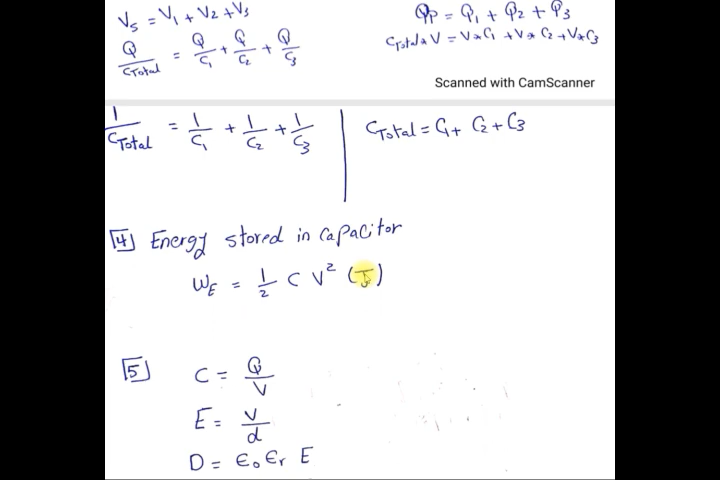 Vs = V1 + V2 + V3
Q/CTotal = Q/C1 + Q/C2 + Q/C3
Qp = Q1 + Q2 + Q3
CTotal * V = V * C1 + V * C2 + V * C3
Scanned with CamScanner
1/CTotal = 1/C1 + 1/C2 + 1/C3
CTotal = C1 + C2 + C3
4 Energy stored in capacitor
WE = 1/2 C V² (J)
5 C = Q/V
E = V/d
D = ϵ0 ϵr E